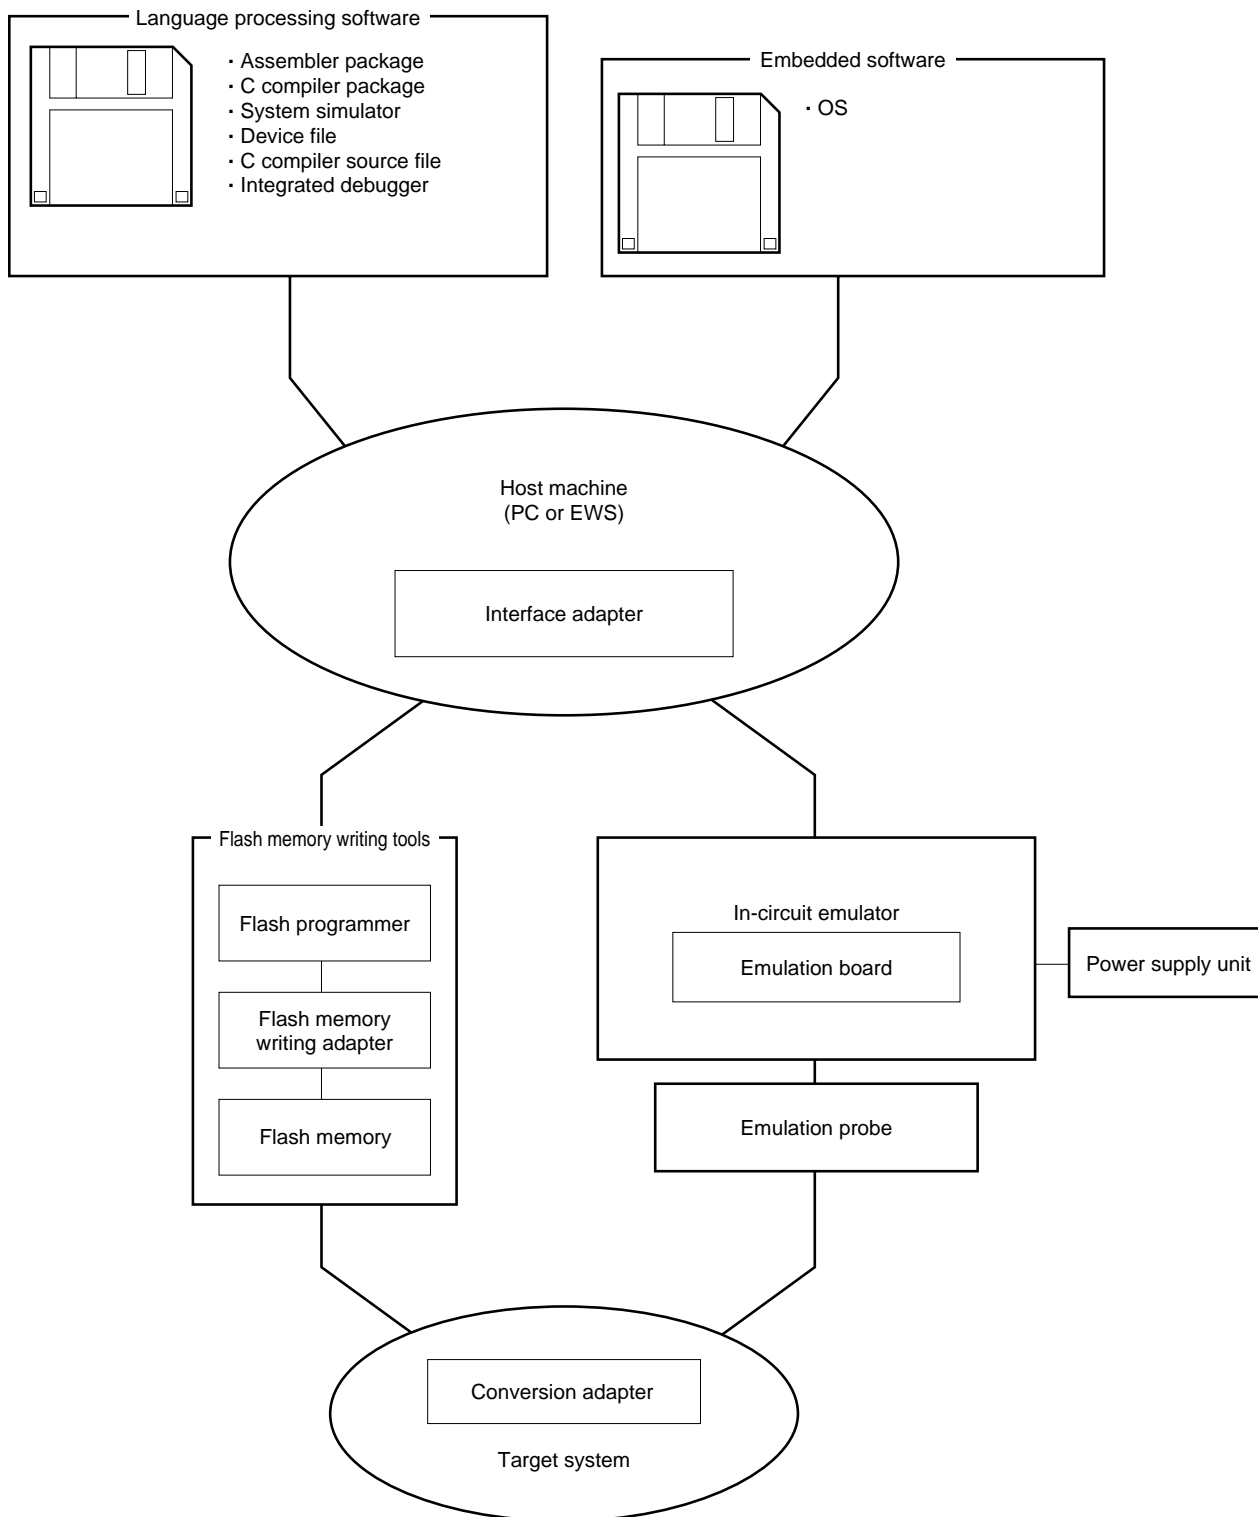 Language processing software
· Assembler package
· C compiler package
· System simulator
· Device file
· C compiler source file
· Integrated debugger
Embedded software
· OS
Host machine
(PC or EWS)
Interface adapter
Flash memory writing tools
Flash programmer
Flash memory
writing adapter
Flash memory
In-circuit emulator
Emulation board
Power supply unit
Emulation probe
Conversion adapter
Target system